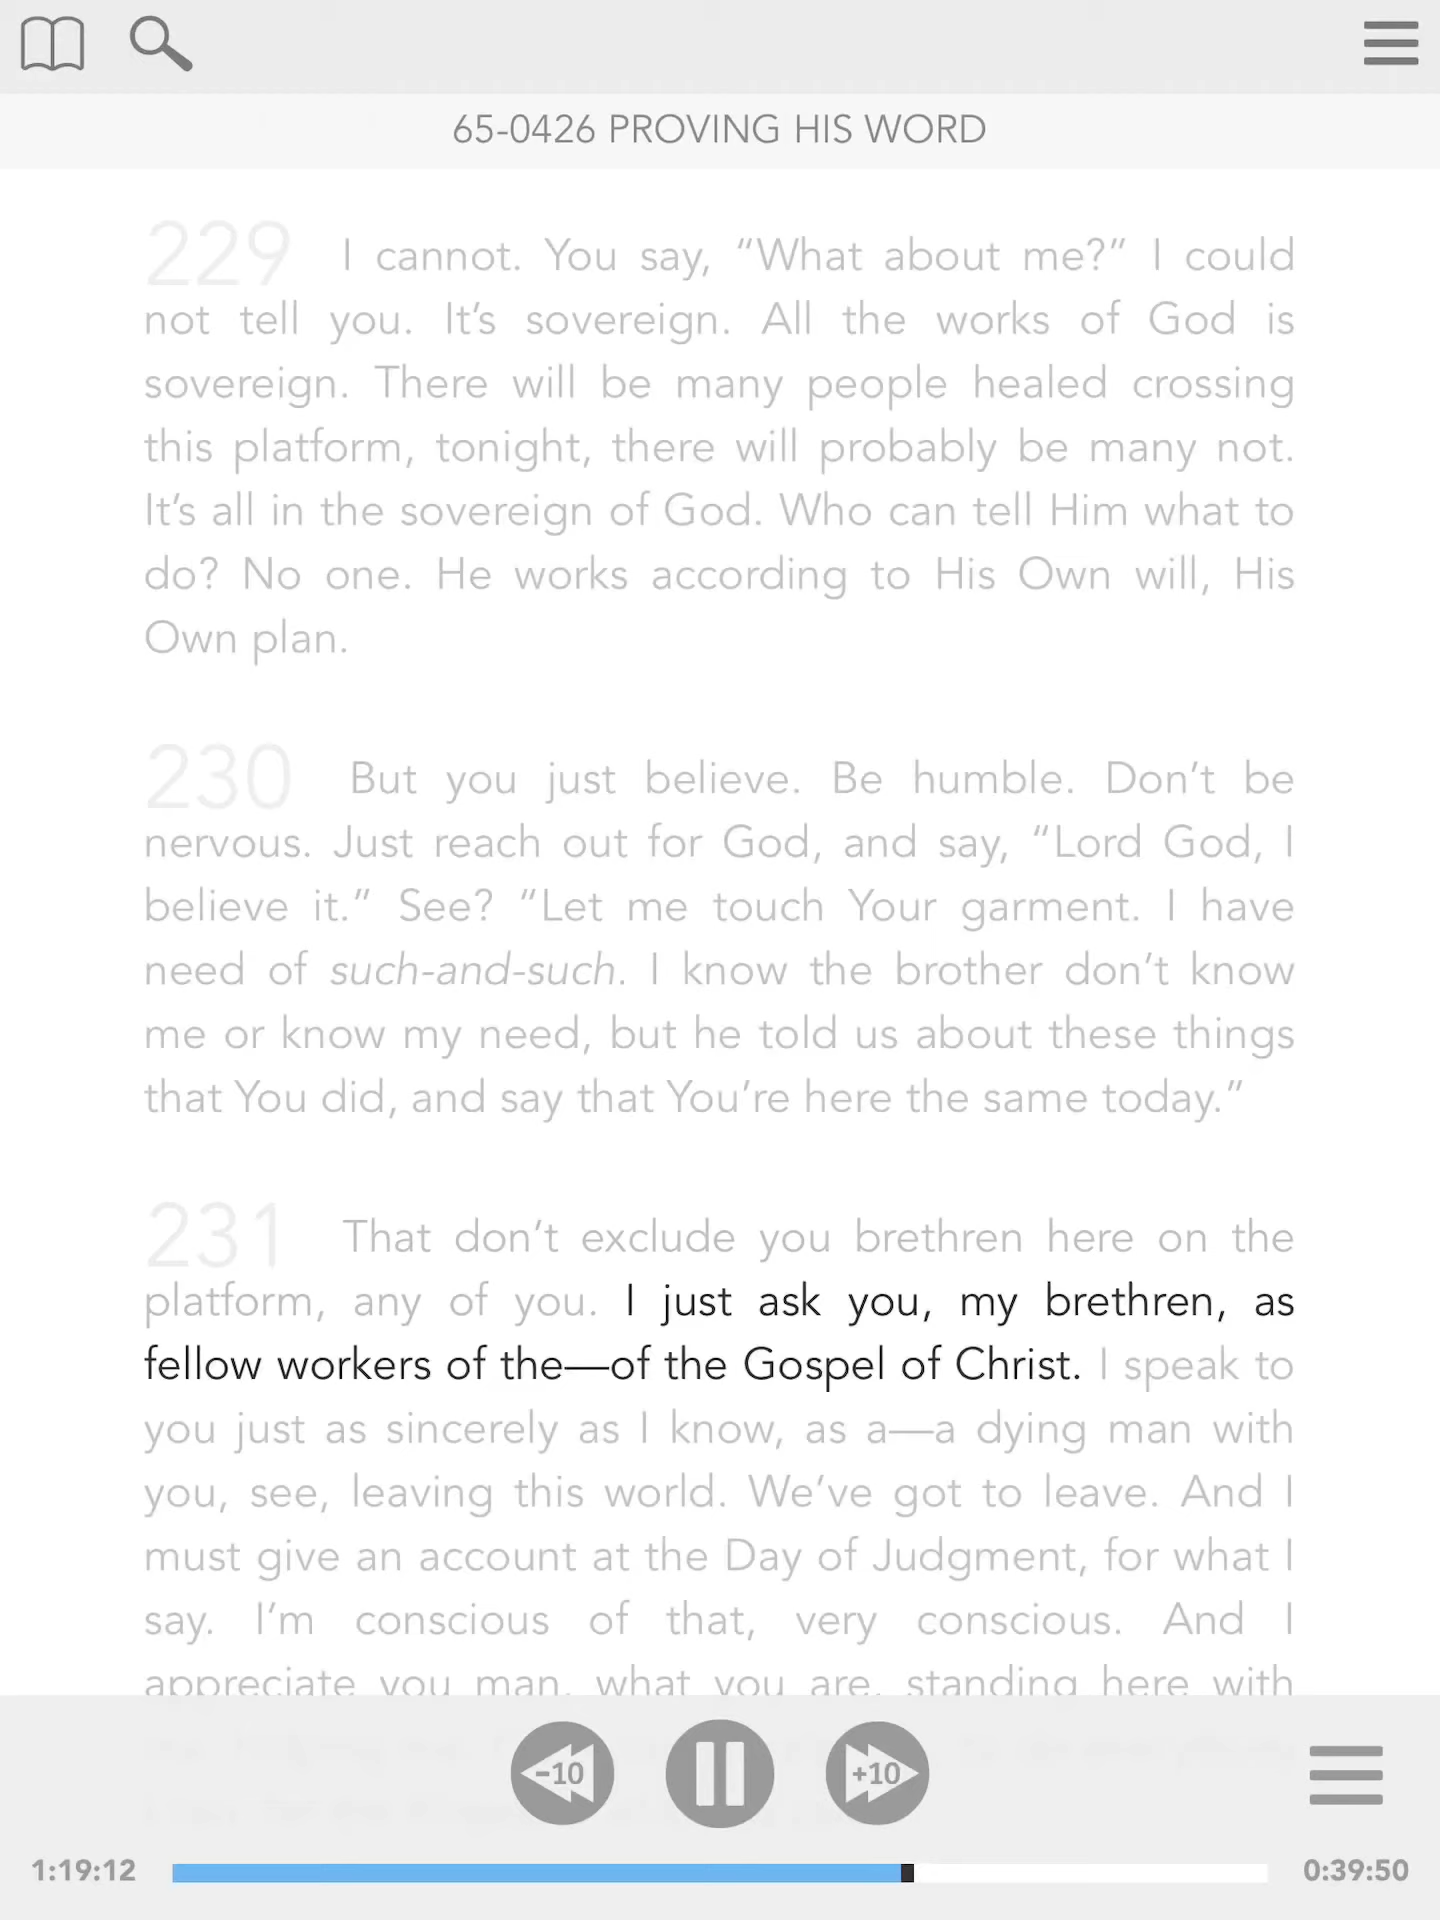 65-0426 PROVING HIS WORD
229 I cannot. You say, “What about me?” I could
not tell you. It’s sovereign. All the works of God is
sovereign. There will be many people healed crossing
this platform, tonight, there will probably be many not.
It’s all in the sovereign of God. Who can tell Him what to
do? No one. He works according to His Own will, His
Own plan.
230 But you just believe. Be humble. Don’t be
nervous. Just reach out for God, and say, “Lord God, I
believe it.” See? “Let me touch Your garment. I have
need of such-and-such. I know the brother don’t know
me or know my need, but he told us about these things
that You did, and say that You’re here the same today.”
231 That don’t exclude you brethren here on the
platform, any of you. I just ask you, my brethren, as
fellow workers of the—of the Gospel of Christ. I speak to
you just as sincerely as I know, as a—a dying man with
you, see, leaving this world. We’ve got to leave. And I
must give an account at the Day of Judgment, for what I
say. I’m conscious of that, very conscious. And I
appreciate you man, what you are, standing here with
-10 +10
1:19:12 0:39:50